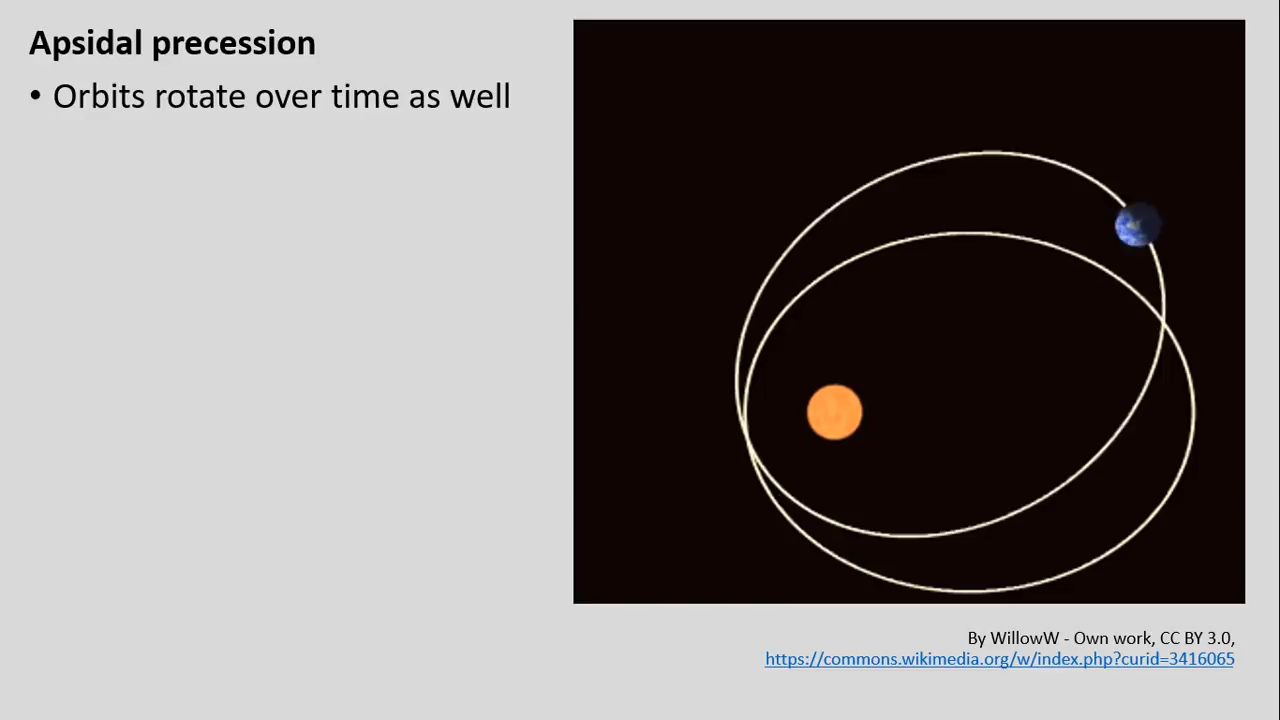 Apsidal precession
• Orbits rotate over time as well
By WillowW - Own work, CC BY 3.0,
https://commons.wikimedia.org/w/index.php?curid=3416065